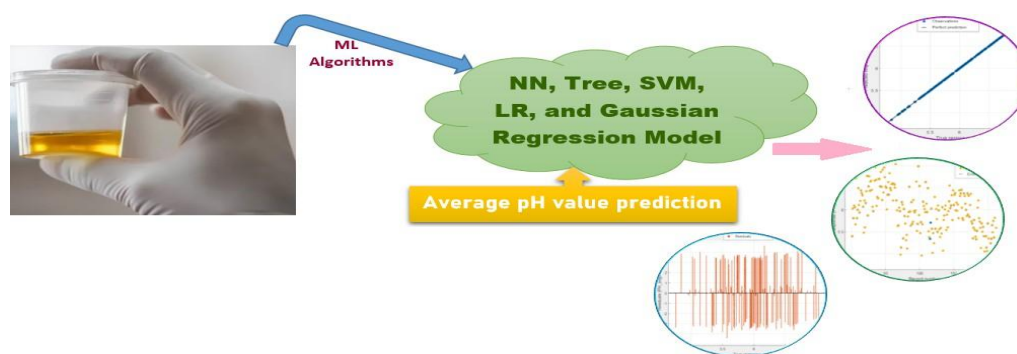 ML
Algorithms
NN, Tree, SVM,
LR, and Gaussian
Regression Model
Average pH value prediction